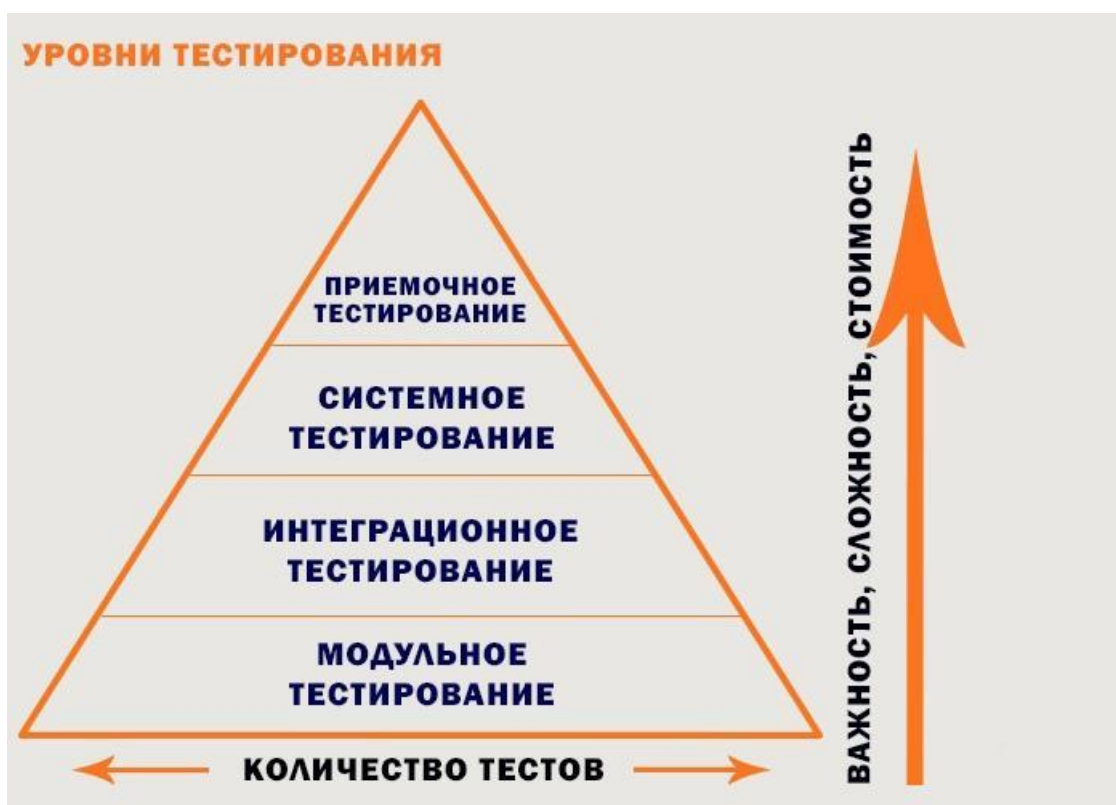 УРОВНИ ТЕСТИРОВАНИЯ
ПРИЕМОЧНОЕ
ТЕСТИРОВАНИЕ
СИСТЕМНОЕ
ТЕСТИРОВАНИЕ
ИНТЕГРАЦИОННОЕ
ТЕСТИРОВАНИЕ
МОДУЛЬНОЕ
ТЕСТИРОВАНИЕ
КОЛИЧЕСТВО ТЕСТОВ
ВАЖНОСТЬ, СЛОЖНОСТЬ, СТОИМОСТЬ